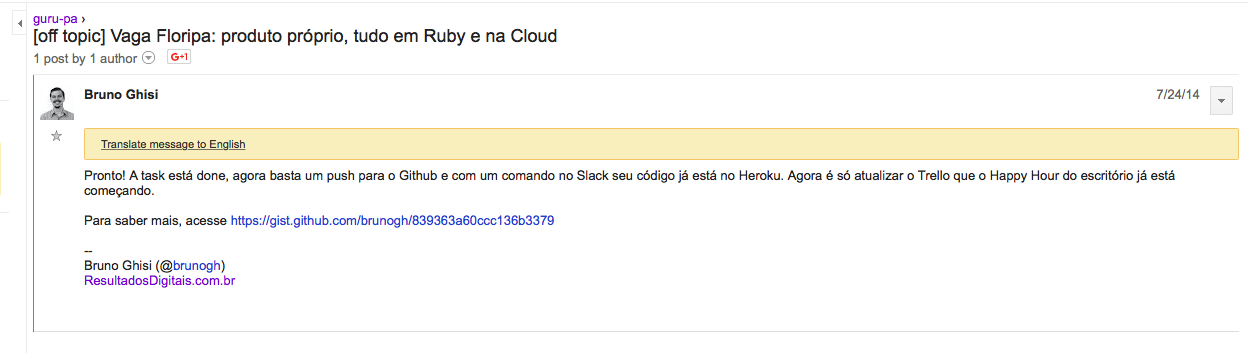 guru-pa ›
[off topic] Vaga Floripa: produto próprio, tudo em Ruby e na Cloud
1 post by 1 author
G+1
Bruno Ghisi
7/24/14
Translate message to English
Pronto! A task está done, agora basta um push para o Github e com um comando no Slack seu código já está no Heroku. Agora é só atualizar o Trello que o Happy Hour do escritório já está
começando.
Para saber mais, acesse https://gist.github.com/brunogh/839363a60ccc136b3379
--
Bruno Ghisi (@brunogh)
ResultadosDigitais.com.br